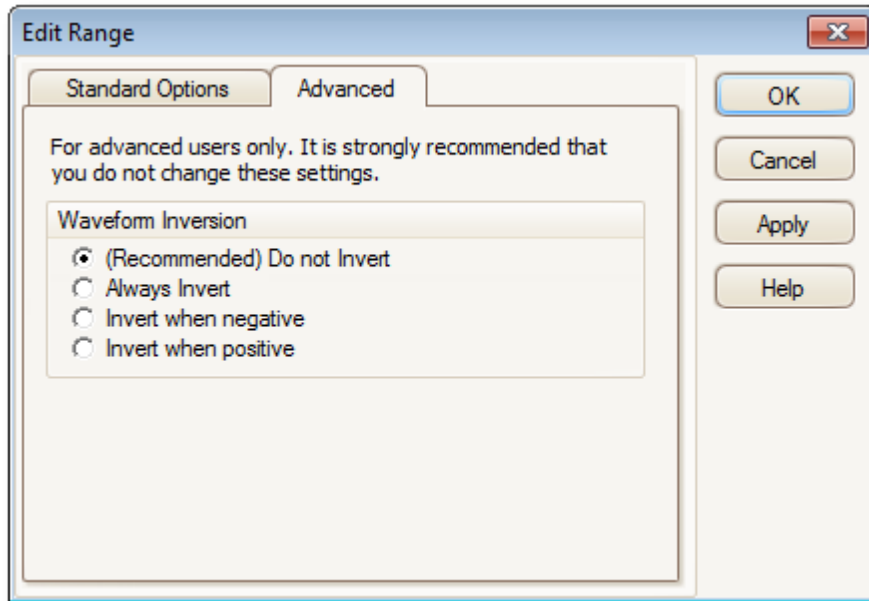 Edit Range
Standard Options
Advanced
For advanced users only. It is strongly recommended that
you do not change these settings.
Waveform Inversion
(Recommended) Do not Invert
Always Invert
Invert when negative
Invert when positive
OK
Cancel
Apply
Help